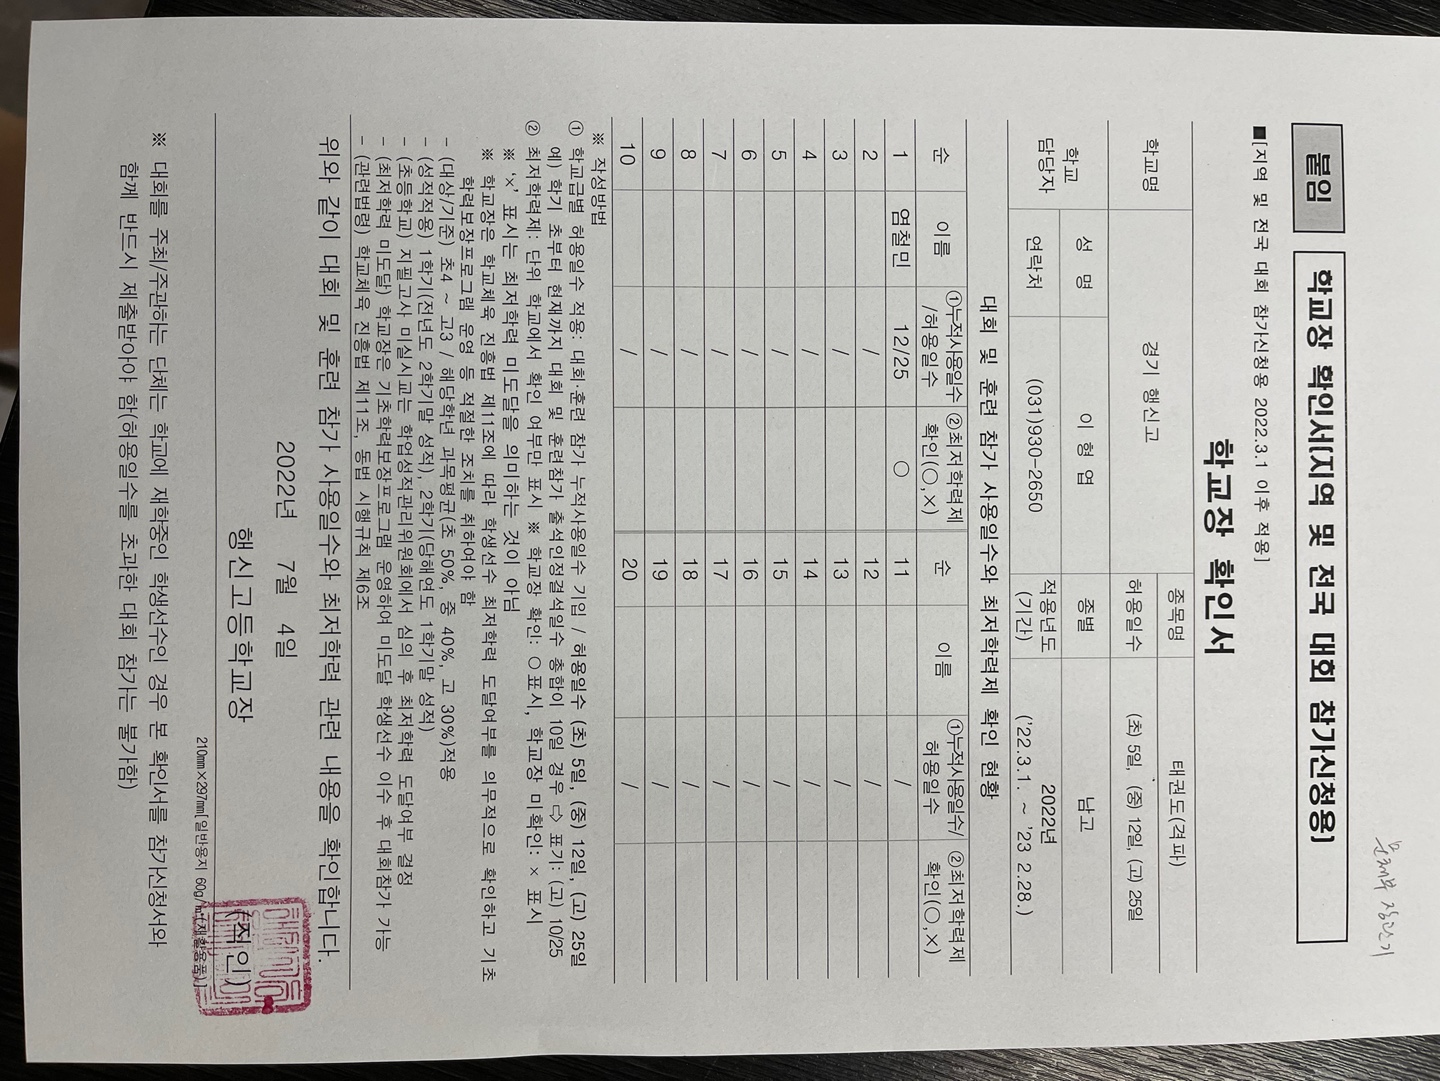 붙임 학교장 확인서(지역 및 전국 대회 참가신청용)
■[지역 및 전국 대회 참가신청용 2022.3.1 이후 적용]
학교장 확인서
학교명 경기 행신고 종목명 태권도(격파)
허용일수 (초) 5일, (중) 12일, (고) 25일
학교 담당자 성 명 이 형 업 종별 남고
연락처 (031)930-2650 적용년도 (기간) 2022년 ('22.3.1. ~ '23 2.28.)
대회 및 훈련 참가 사용일수와 최저학력제 확인 현황
순 이름 ①누적사용일수/허용일수 ②최저학력제 확인(○,×) 순 이름 ①누적사용일수/허용일수 ②최저학력제 확인(○,×)
1 염철민 12/25 ○ 11 /
2 / 12 /
3 / 13 /
4 / 14 /
5 / 15 /
6 / 16 /
7 / 17 /
8 / 18 /
9 / 19 /
10 / 20 /
※ 작성방법
① 학교급별 허용일수 적용: 대회·훈련 참가 누적사용일수 기입 / 허용일수 (초) 5일, (중) 12일, (고) 25일
예) 학기 초부터 현재까지 대회 및 훈련참가 출석인정결석일수 총합이 10일 경우 ⇨ 표기: (고) 10/25
② 최저학력제: 단위 학교에서 확인 여부만 표시 ※ 학교장 확인: ○표시, 학교장 미확인: × 표시
※ '×' 표시는 최저학력 미도달을 의미하는 것이 아님
※ 학교장은 학교체육 진흥법 제11조에 따라 학생선수 최저학력 도달여부를 의무적으로 확인하고 기초
학력보장프로그램 운영 등 적절한 조치를 취하여야 함
- (대상/기준) 초4 ~ 고3 / 해당학년 과목평균(초 50%, 중 40%, 고 30%)적용
- (성적적용) 1학기(전년도 2학기말 성적), 2학기(당해연도 1학기말 성적)
- (초등학교) 지필고사 미실시교는 학업성적관리위원회에서 심의 후 최저학력 도달여부 결정
- (최저학력 미도달) 학교장은 기초학력보장프로그램 운영하여 미도달 학생선수 이수 후 대회참가 가능
- (관련법령) 학교체육 진흥법 제11조, 동법 시행규칙 제6조
위와 같이 대회 및 훈련 참가 사용일수와 최저학력 관련 내용을 확인합니다.
2022년 7월 4일
행신고등학교장 (직인)
210mm×297mm[일반용지 60g/㎡(재활용품)]
※ 대회를 주최/주관하는 단체는 학교에 재학중인 학생선수인 경우 본 확인서를 참가신청서와
함께 반드시 제출받아야 함(허용일수를 초과한 대회 참가는 불가함)